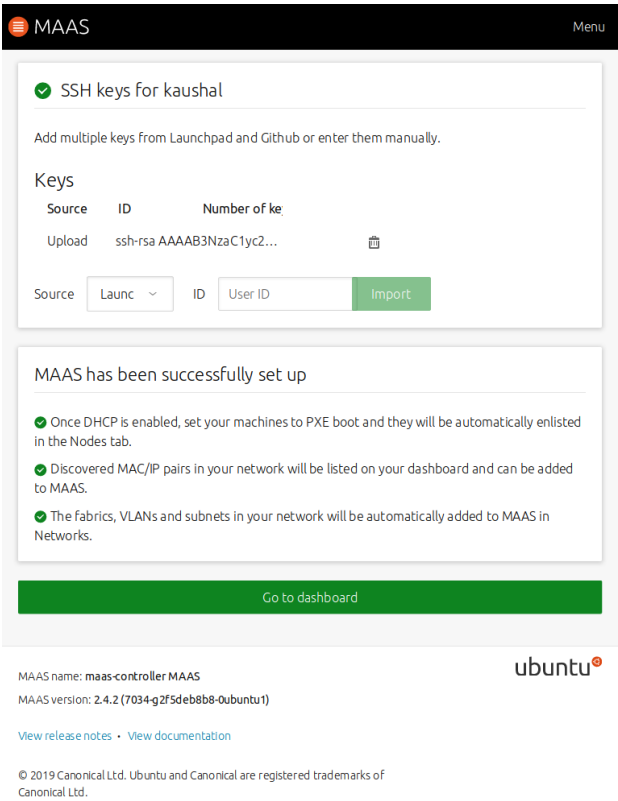 MAAS
Menu
SSH keys for kaushal
Add multiple keys from Launchpad and Github or enter them manually.
Keys
Source ID Number of ke
Upload ssh-rsa AAAAB3NzaC1yc2...
Source Launc ID User ID Import
MAAS has been successfully set up
Once DHCP is enabled, set your machines to PXE boot and they will be automatically enlisted
in the Nodes tab.
Discovered MAC/IP pairs in your network will be listed on your dashboard and can be added
to MAAS.
The fabrics, VLANs and subnets in your network will be automatically added to MAAS in
Networks.
Go to dashboard
ubuntu
MAAS name: maas-controller MAAS
MAAS version: 2.4.2 (7034-g2f5deb8b8-0ubuntu1)
View release notes • View documentation
© 2019 Canonical Ltd. Ubuntu and Canonical are registered trademarks of
Canonical Ltd.